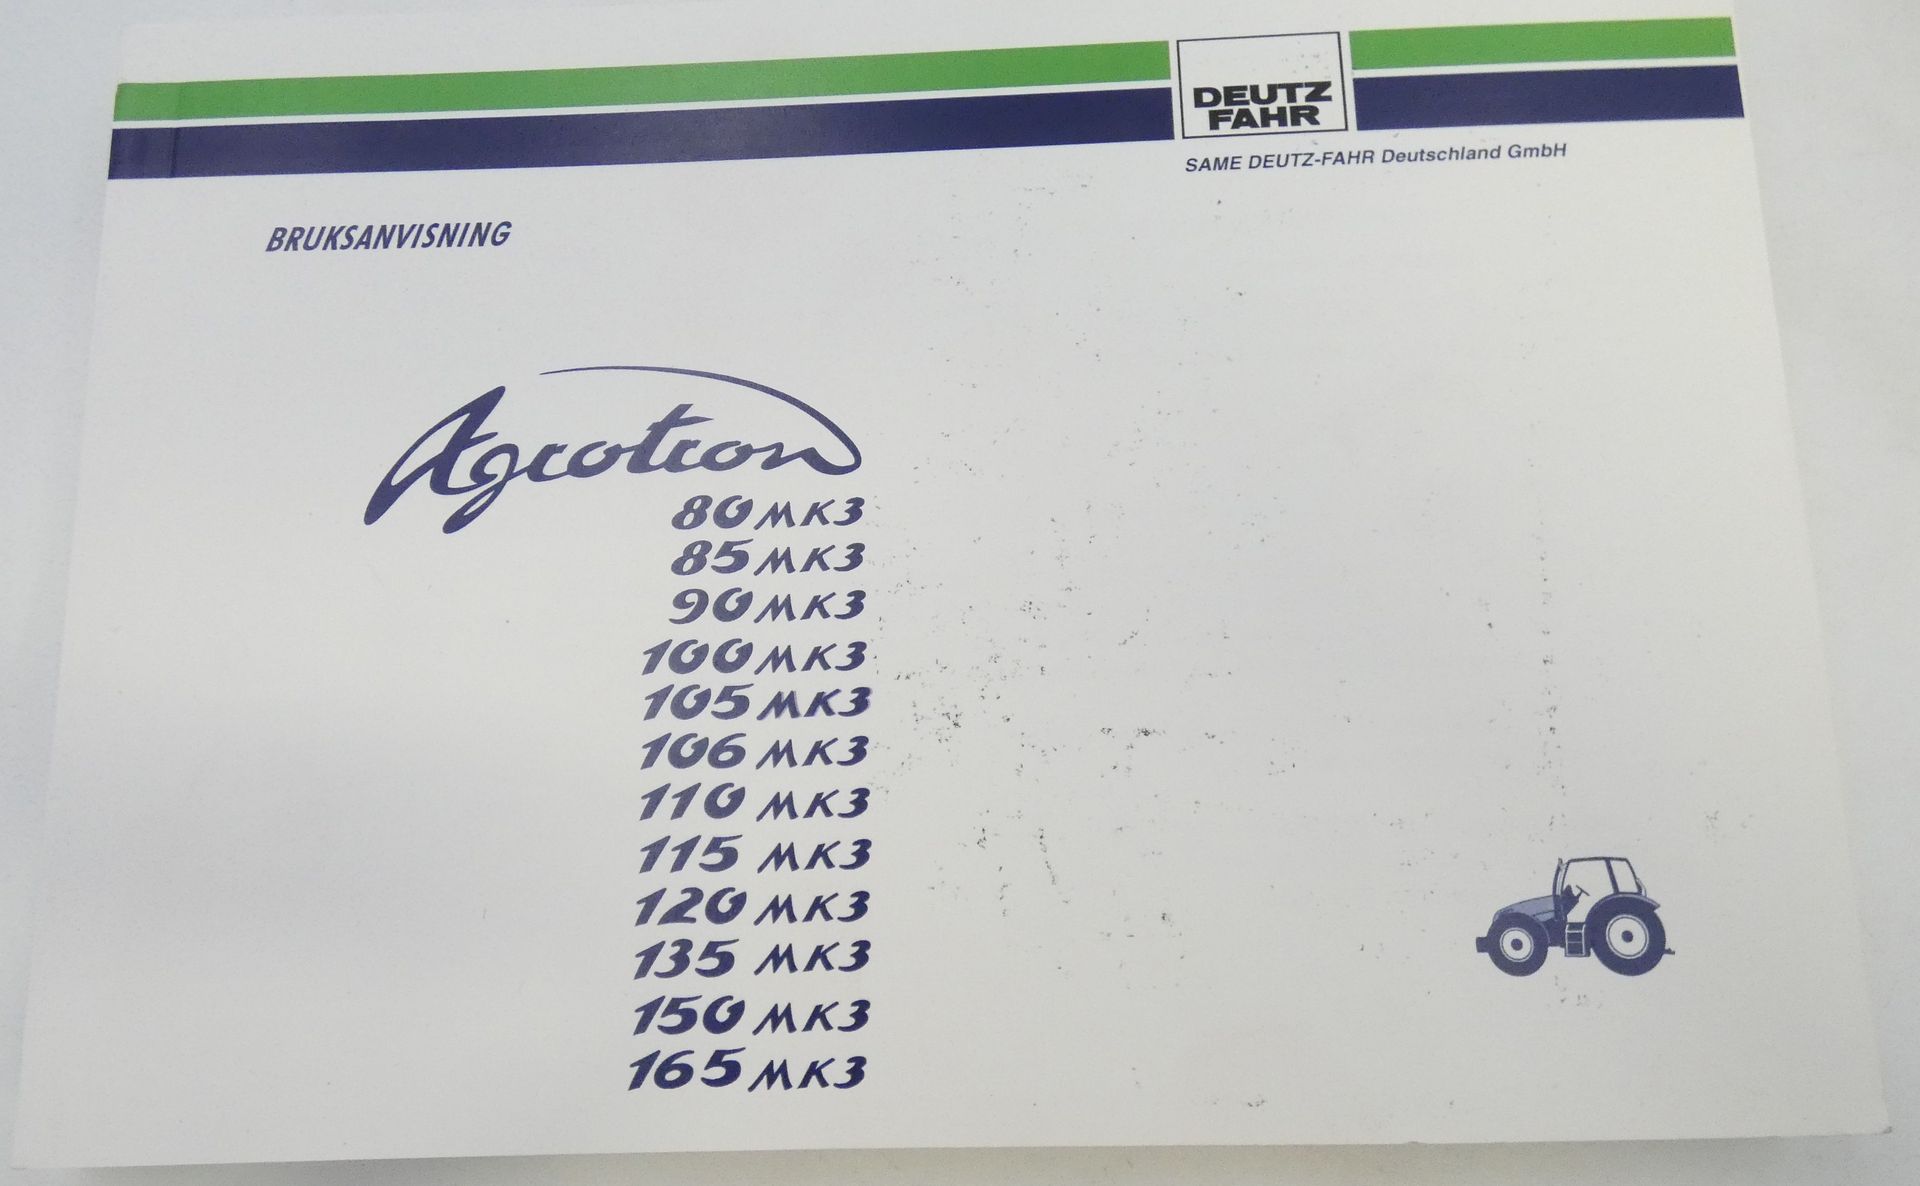 DEUTZ
FAHR
SAME DEUTZ-FAHR Deutschland GmbH
BRUKSANVISNING
Agrotron
80 MK3
85 MK3
90 MK3
100 MK3
105 MK3
106 MK3
110 MK3
115 MK3
120 MK3
135 MK3
150 MK3
165 MK3